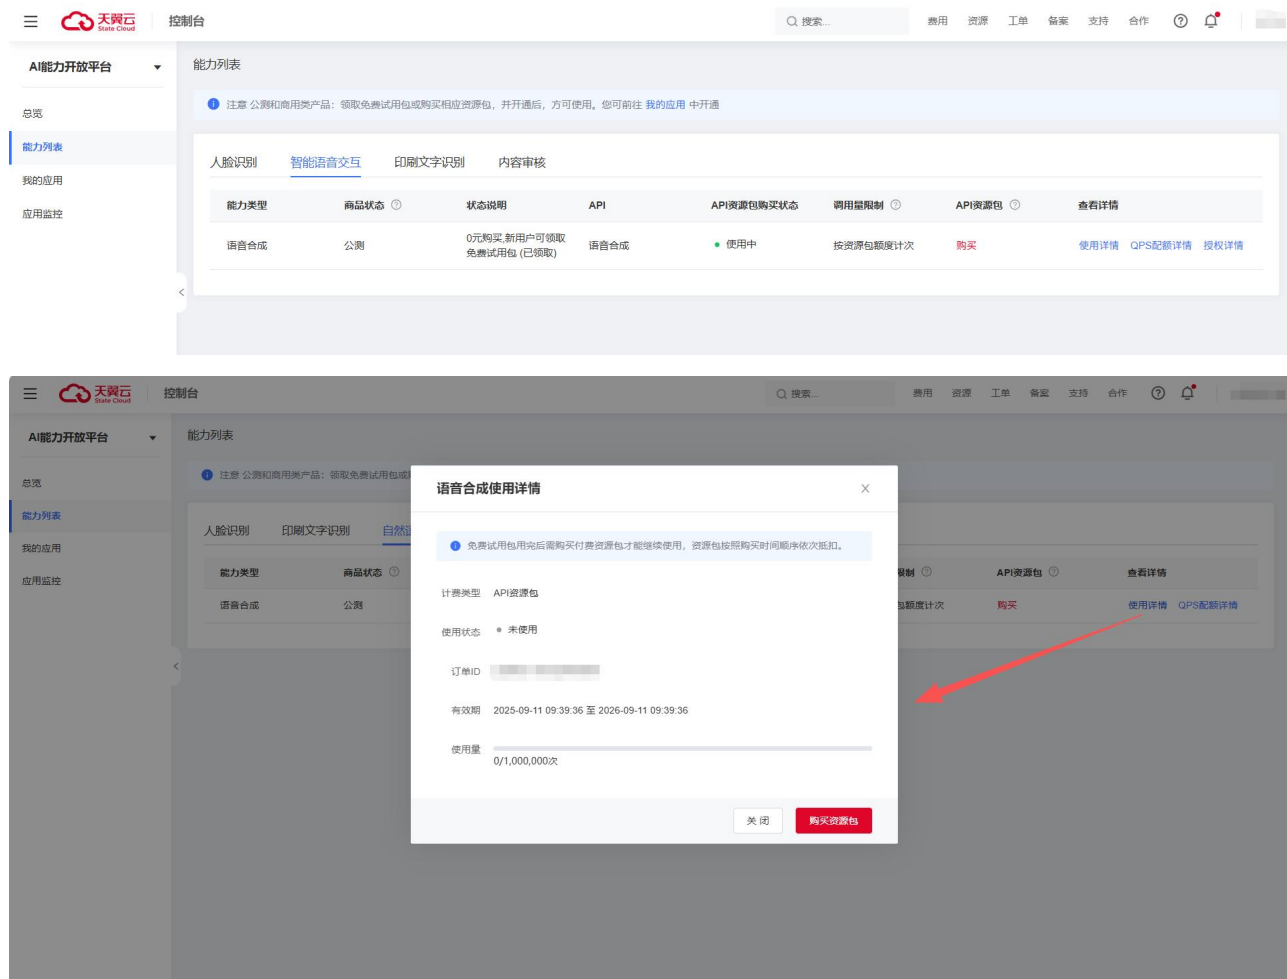 天翼云
State Cloud
控制台
搜索...
费用 资源 工单 备案 支持 合作
AI能力开放平台
能力列表
注意 公测和商用类产品：领取免费试用包或购买相应资源包，并开通后，方可使用。您可前往 我的应用 中开通
总览
能力列表
我的应用
应用监控
人脸识别 智能语音交互 印刷文字识别 内容审核
能力类型 商品状态 状态说明 API API资源包购买状态 调用量限制 API资源包 查看详情
语音合成 公测 0元购买,新用户可领取 语音合成 使用中 按资源包额度计次 购买 使用详情 QPS配额详情 授权详情
免费试用包 (已领取)
天翼云
State Cloud
控制台
搜索...
费用 资源 工单 备案 支持 合作
AI能力开放平台
能力列表
注意 公测和商用类产品：领取免费试用包或
总览
能力列表
我的应用
应用监控
人脸识别 印刷文字识别 自然
能力类型 商品状态 限制 API资源包 查看详情
语音合成 公测 包额度计次 购买 使用详情 QPS配额详情
语音合成使用详情
免费试用包用完后需购买付费资源包才能继续使用，资源包按照购买时间顺序依次抵扣。
计费类型 API资源包
使用状态 未使用
订单ID
有效期 2025-09-11 09:39:36 至 2026-09-11 09:39:36
使用量
0/1,000,000次
关 闭 购买资源包